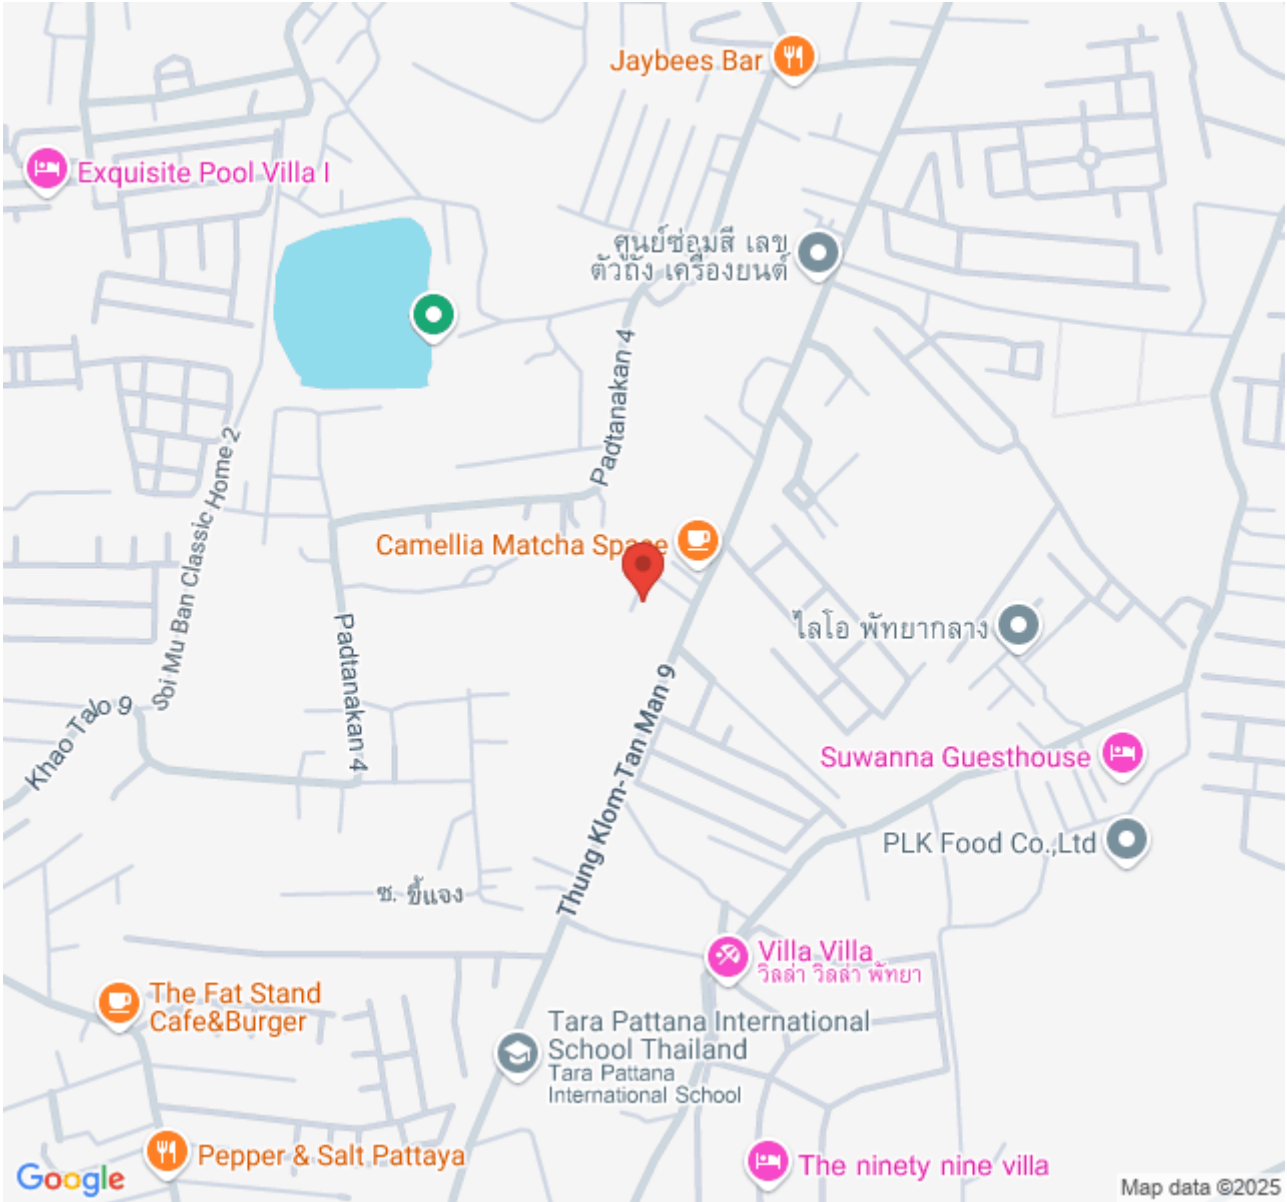 Jaybees Bar
Exquisite Pool Villa I
ศูนย์ซ่อมสี เลข
ตัวถัง เครื่องยนต์
Padtanakan 4
Soi Mu Ban Classic Home 2
Camellia Matcha Space
ไลโอ พัทยากลาง
Padtanakan 4
Khao Talo 9
Thung Klom-Tan Man 9
Suwanna Guesthouse
PLK Food Co.,Ltd
ซ. ขี้แจง
Villa Villa
วิลล่า วิลล่า พัทยา
The Fat Stand
Cafe&Burger
Tara Pattana International
School Thailand
Tara Pattana
International School
Pepper & Salt Pattaya
The ninety nine villa
Google
Map data ©2025